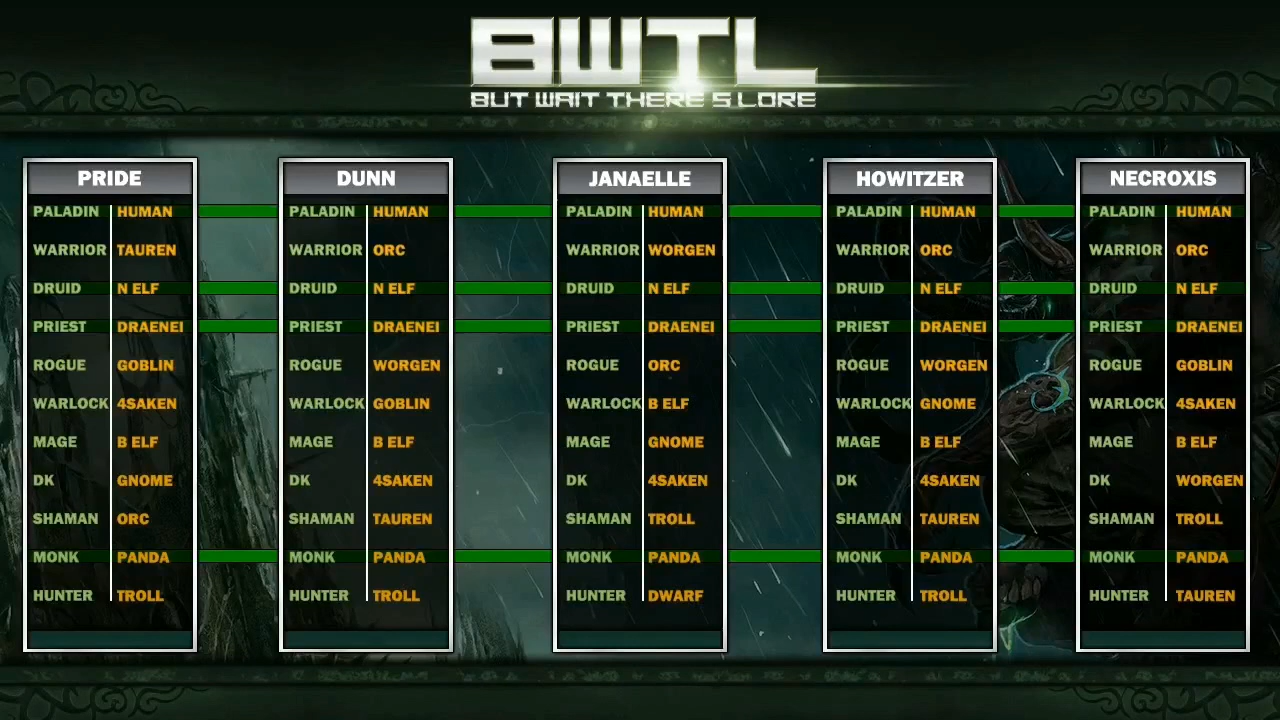 BWTL
BUT WAIT THERE S LORE
PRIDE DUNN JANAELLE HOWITZER NECROXIS
PALADIN HUMAN PALADIN HUMAN PALADIN HUMAN PALADIN HUMAN PALADIN HUMAN
WARRIOR TAUREN WARRIOR ORC WARRIOR WORGEN WARRIOR ORC WARRIOR ORC
DRUID N ELF DRUID N ELF DRUID N ELF DRUID N ELF DRUID N ELF
PRIEST DRAENEI PRIEST DRAENEI PRIEST DRAENEI PRIEST DRAENEI PRIEST DRAENEI
ROGUE GOBLIN ROGUE WORGEN ROGUE ORC ROGUE WORGEN ROGUE GOBLIN
WARLOCK 4SAKEN WARLOCK GOBLIN WARLOCK B ELF WARLOCK GNOME WARLOCK 4SAKEN
MAGE B ELF MAGE B ELF MAGE GNOME MAGE B ELF MAGE B ELF
DK GNOME DK 4SAKEN DK 4SAKEN DK 4SAKEN DK WORGEN
SHAMAN ORC SHAMAN TAUREN SHAMAN TROLL SHAMAN TAUREN SHAMAN TROLL
MONK PANDA MONK PANDA MONK PANDA MONK PANDA MONK PANDA
HUNTER TROLL HUNTER TROLL HUNTER DWARF HUNTER TROLL HUNTER TAUREN